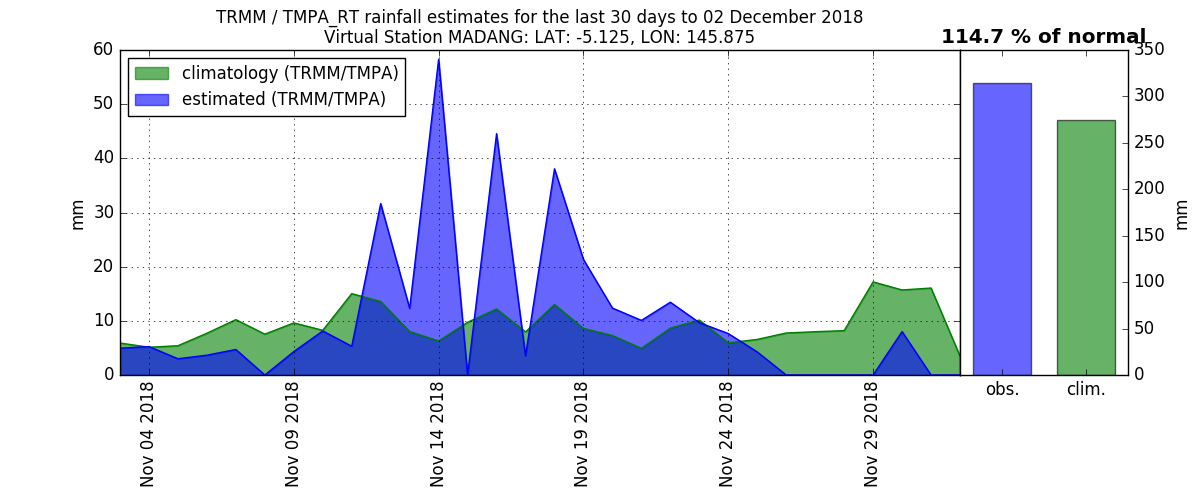 TRMM / TMPA_RT rainfall estimates for the last 30 days to 02 December 2018
Virtual Station MADANG: LAT: -5.125, LON: 145.875
114.7 % of normal
climatology (TRMM/TMPA)
estimated (TRMM/TMPA)
60
50
40
30
20
10
0
mm
Nov 04 2018
Nov 09 2018
Nov 14 2018
Nov 19 2018
Nov 24 2018
Nov 29 2018
350
300
250
200
150
100
50
0
mm
obs.
clim.